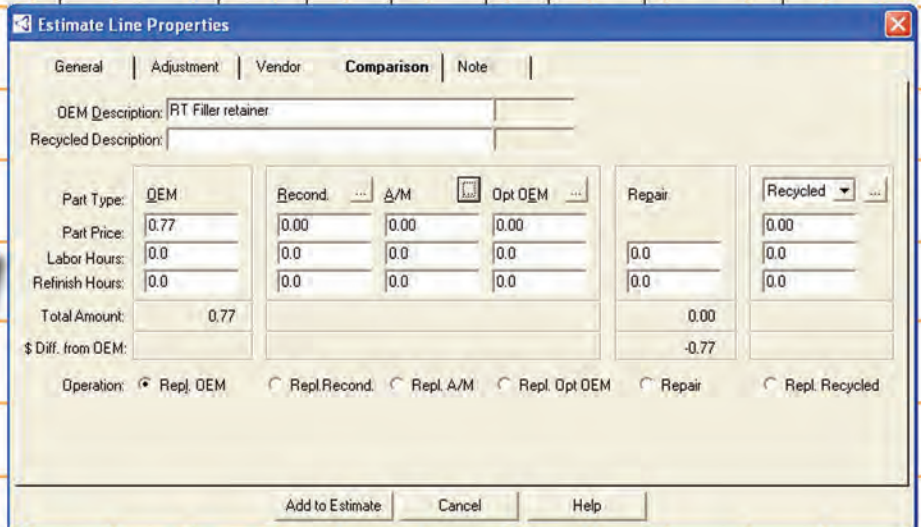 Estimate Line Properties
General Adjustment Vendor Comparison Note
OEM Description: RT Filler retainer
Recycled Description:
Part Type: OEM Recond. ... A/M ... Opt OEM ... Repair Recycled ...
Part Price: 0.77 0.00 0.00 0.00 0.00
Labor Hours: 0.0 0.0 0.0 0.0 0.0 0.0
Refinish Hours: 0.0 0.0 0.0 0.0 0.0 0.0
Total Amount: 0.77 0.00
$ Diff. from OEM: -0.77
Operation: Repl. OEM Repl.Recond. Repl. A/M Repl. Opt OEM Repair Repl. Recycled
Add to Estimate Cancel Help